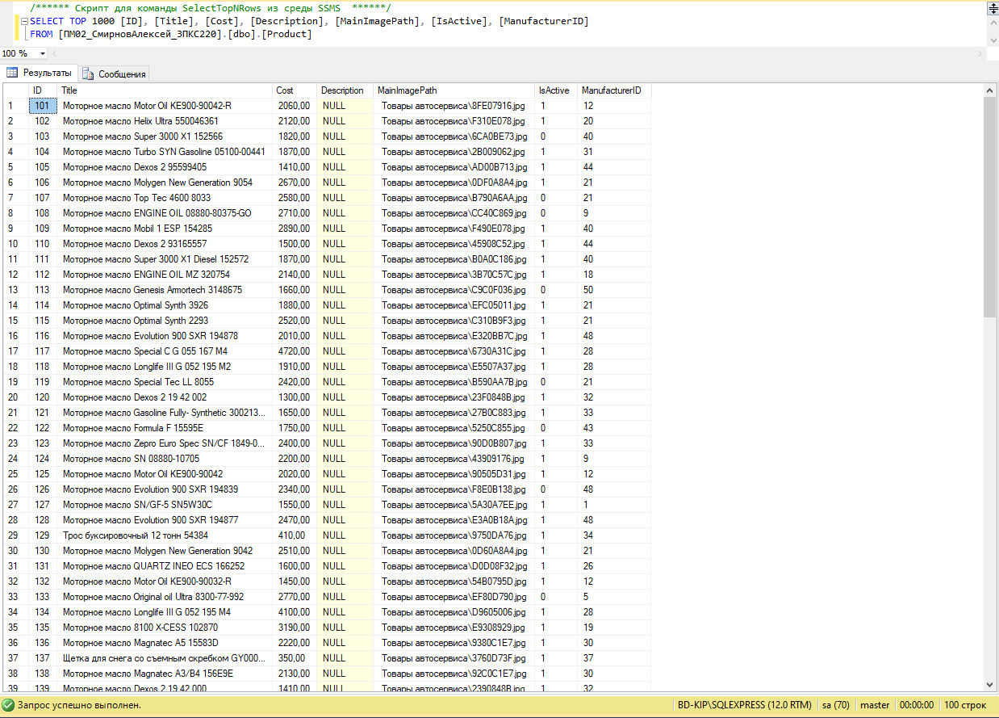 /****** Скрипт для команды SelectTopNRows из среды SSMS  ******/
SELECT TOP 1000 [ID], [Title], [Cost], [Description], [MainImagePath], [IsActive], [ManufacturerID]
FROM [ПМ02_СмирновАлексей_3ПКС220].[dbo].[Product]
100 %
Результаты Сообщения
ID Title Cost Description MainImagePath IsActive ManufacturerID
1 101 Моторное масло Motor Oil KE900-90042-R 2060,00 NULL Товары автосервиса\8FE07916.jpg 1 12
2 102 Моторное масло Helix Ultra 550046361 2120,00 NULL Товары автосервиса\F310E078.jpg 1 20
3 103 Моторное масло Super 3000 X1 152566 1820,00 NULL Товары автосервиса\6CA0BE73.jpg 0 40
4 104 Моторное масло Turbo SYN Gasoline 05100-00441 1870,00 NULL Товары автосервиса\2B009062.jpg 1 31
5 105 Моторное масло Dexos 2 95599405 1410,00 NULL Товары автосервиса\AD00B713.jpg 1 44
6 106 Моторное масло Molygen New Generation 9054 2670,00 NULL Товары автосервиса\0DF0A8A4.jpg 1 21
7 107 Моторное масло Top Tec 4600 8033 2580,00 NULL Товары автосервиса\B790A6AA.jpg 0 21
8 108 Моторное масло ENGINE OIL 08880-80375-GO 2710,00 NULL Товары автосервиса\CC40C869.jpg 0 9
9 109 Моторное масло Mobil 1 ESP 154285 2890,00 NULL Товары автосервиса\F490E078.jpg 1 40
10 110 Моторное масло Dexos 2 93165557 1500,00 NULL Товары автосервиса\45908C52.jpg 1 44
11 111 Моторное масло Super 3000 X1 Diesel 152572 1870,00 NULL Товары автосервиса\B0A0C186.jpg 1 40
12 112 Моторное масло ENGINE OIL MZ 320754 2140,00 NULL Товары автосервиса\3B70C57C.jpg 1 18
13 113 Моторное масло Genesis Amortech 3148675 1660,00 NULL Товары автосервиса\C9C0F036.jpg 0 50
14 114 Моторное масло Optimal Synth 3926 1880,00 NULL Товары автосервиса\EFC05011.jpg 1 21
15 115 Моторное масло Optimal Synth 2293 2520,00 NULL Товары автосервиса\C310B9F3.jpg 1 21
16 116 Моторное масло Evolution 900 SXR 194878 2010,00 NULL Товары автосервиса\E320BB7C.jpg 1 48
17 117 Моторное масло Special C G 055 167 M4 4720,00 NULL Товары автосервиса\6730A31C.jpg 1 28
18 118 Моторное масло Longlife III G 052 195 M2 1910,00 NULL Товары автосервиса\E5507A37.jpg 1 28
19 119 Моторное масло Special Tec LL 8055 2420,00 NULL Товары автосервиса\B590AA7B.jpg 0 21
20 120 Моторное масло Dexos 2 19 42 002 1300,00 NULL Товары автосервиса\23F0848B.jpg 1 32
21 121 Моторное масло Gasoline Fully- Synthetic 300213... 1650,00 NULL Товары автосервиса\27B0C883.jpg 1 33
22 122 Моторное масло Formula F 15595E 1750,00 NULL Товары автосервиса\5250C855.jpg 0 43
23 123 Моторное масло Zepro Euro Spec SN/CF 1849-0... 2400,00 NULL Товары автосервиса\90D0B807.jpg 1 33
24 124 Моторное масло SN 08880-10705 2200,00 NULL Товары автосервиса\43909176.jpg 1 9
25 125 Моторное масло Motor Oil KE900-90042 2020,00 NULL Товары автосервиса\90505D31.jpg 1 12
26 126 Моторное масло Evolution 900 SXR 194839 2340,00 NULL Товары автосервиса\F8E0B138.jpg 0 48
27 127 Моторное масло SN/GF-5 SN5W30C 1550,00 NULL Товары автосервиса\5A30A7EE.jpg 1 1
28 128 Моторное масло Evolution 900 SXR 194877 2470,00 NULL Товары автосервиса\E3A0B18A.jpg 1 48
29 129 Трос буксировочный 12 тонн 54384 410,00 NULL Товары автосервиса\9750DA76.jpg 1 34
30 130 Моторное масло Molygen New Generation 9042 2510,00 NULL Товары автосервиса\0D60A8A4.jpg 1 21
31 131 Моторное масло QUARTZ INEO ECS 166252 1600,00 NULL Товары автосервиса\D0D08F32.jpg 1 26
32 132 Моторное масло Motor Oil KE900-90032-R 1450,00 NULL Товары автосервиса\54B0795D.jpg 1 12
33 133 Моторное масло Original oil Ultra 8300-77-992 2770,00 NULL Товары автосервиса\EF80D790.jpg 0 5
34 134 Моторное масло Longlife III G 052 195 M4 4100,00 NULL Товары автосервиса\D9605006.jpg 1 28
35 135 Моторное масло 8100 X-CESS 102870 3190,00 NULL Товары автосервиса\E9308929.jpg 1 19
36 136 Моторное масло Magnatec A5 15583D 2220,00 NULL Товары автосервиса\9380C1E7.jpg 1 30
37 137 Щетка для снега со съемным скребком GY000... 350,00 NULL Товары автосервиса\3760D73F.jpg 1 37
38 138 Моторное масло Magnatec A3/B4 156E9E 2130,00 NULL Товары автосервиса\92C0C1E7.jpg 1 30
39 139 Моторное масло Dexos 2 19 42 000 1410,00 NULL Товары автосервиса\2390848B.jpg 1 32
Запрос успешно выполнен. BD-KIP\SQLEXPRESS (12.0 RTM) sa (70) master 00:00:00 100 строк